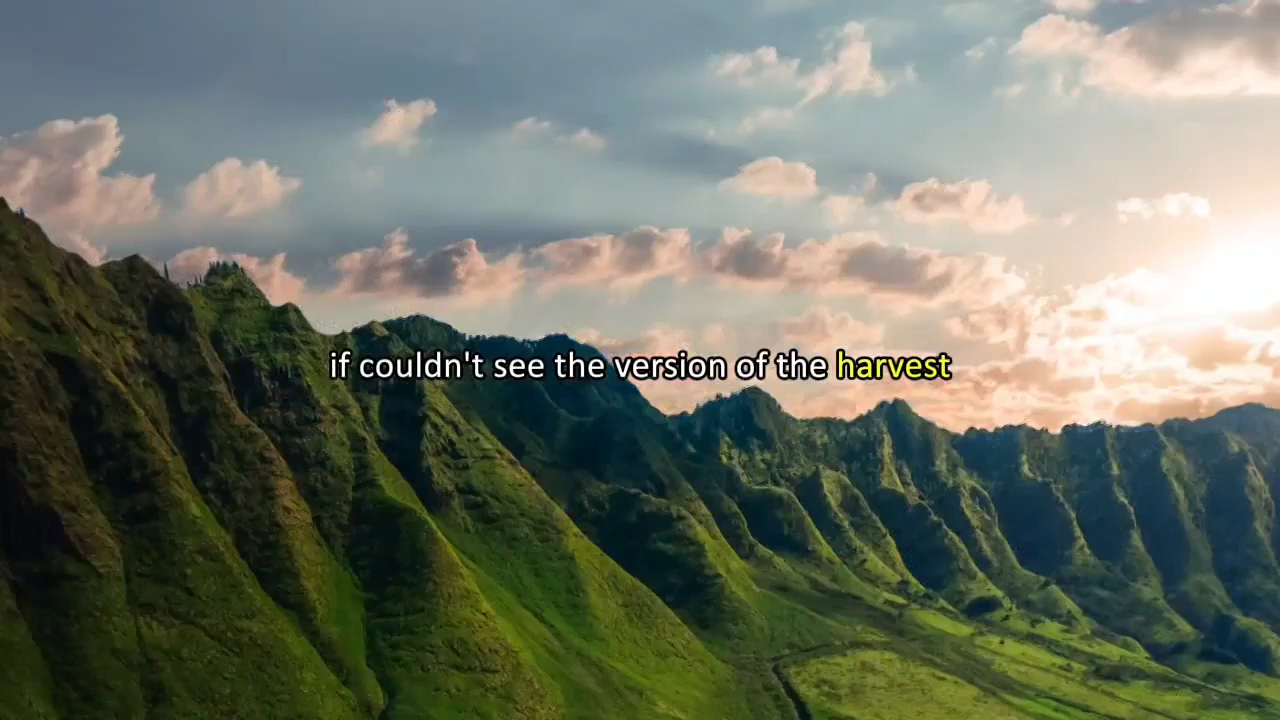 if couldn't see the version of the harvest